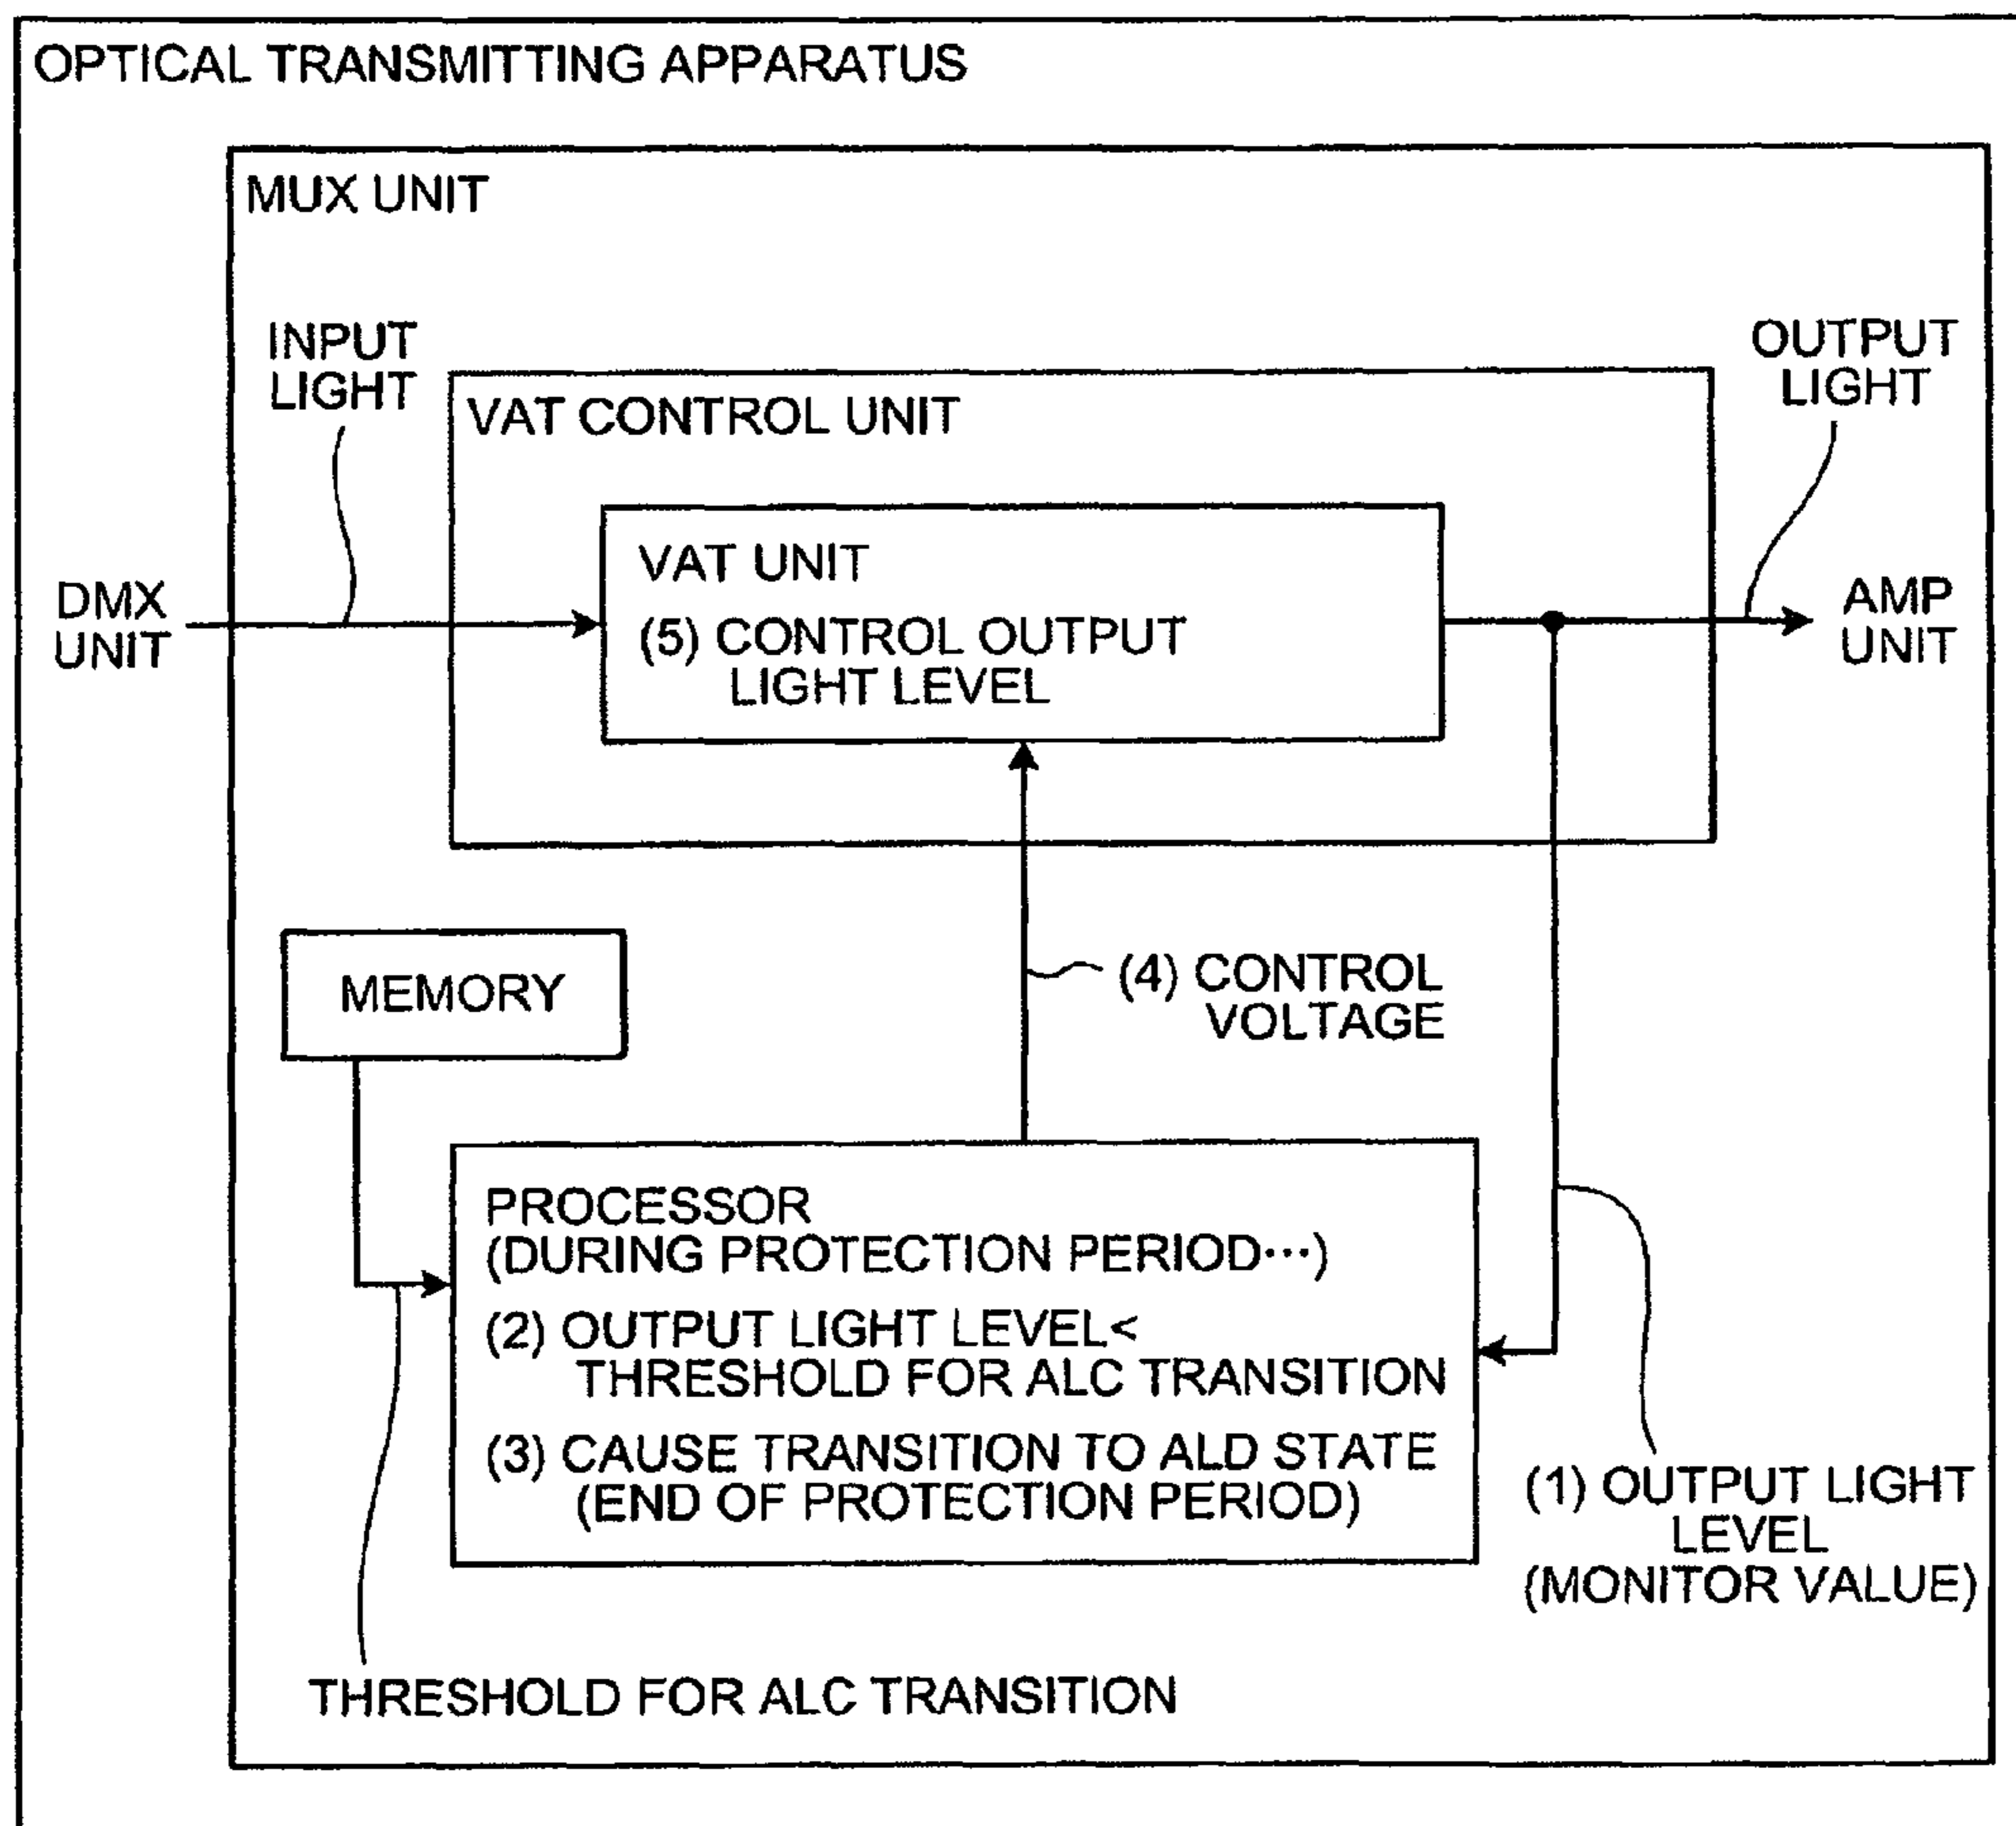 OPTICAL TRANSMITTING APPARATUS
MUX UNIT
INPUT
LIGHT
OUTPUT
LIGHT
VAT CONTROL UNIT
VAT UNIT
(5) CONTROL OUTPUT
LIGHT LEVEL
DMX
UNIT
AMP
UNIT
MEMORY
(4) CONTROL
VOLTAGE
PROCESSOR
(DURING PROTECTION PERIOD···)
(2) OUTPUT LIGHT LEVEL<
THRESHOLD FOR ALC TRANSITION
(3) CAUSE TRANSITION TO ALD STATE
(END OF PROTECTION PERIOD)
(1) OUTPUT LIGHT
LEVEL
(MONITOR VALUE)
THRESHOLD FOR ALC TRANSITION